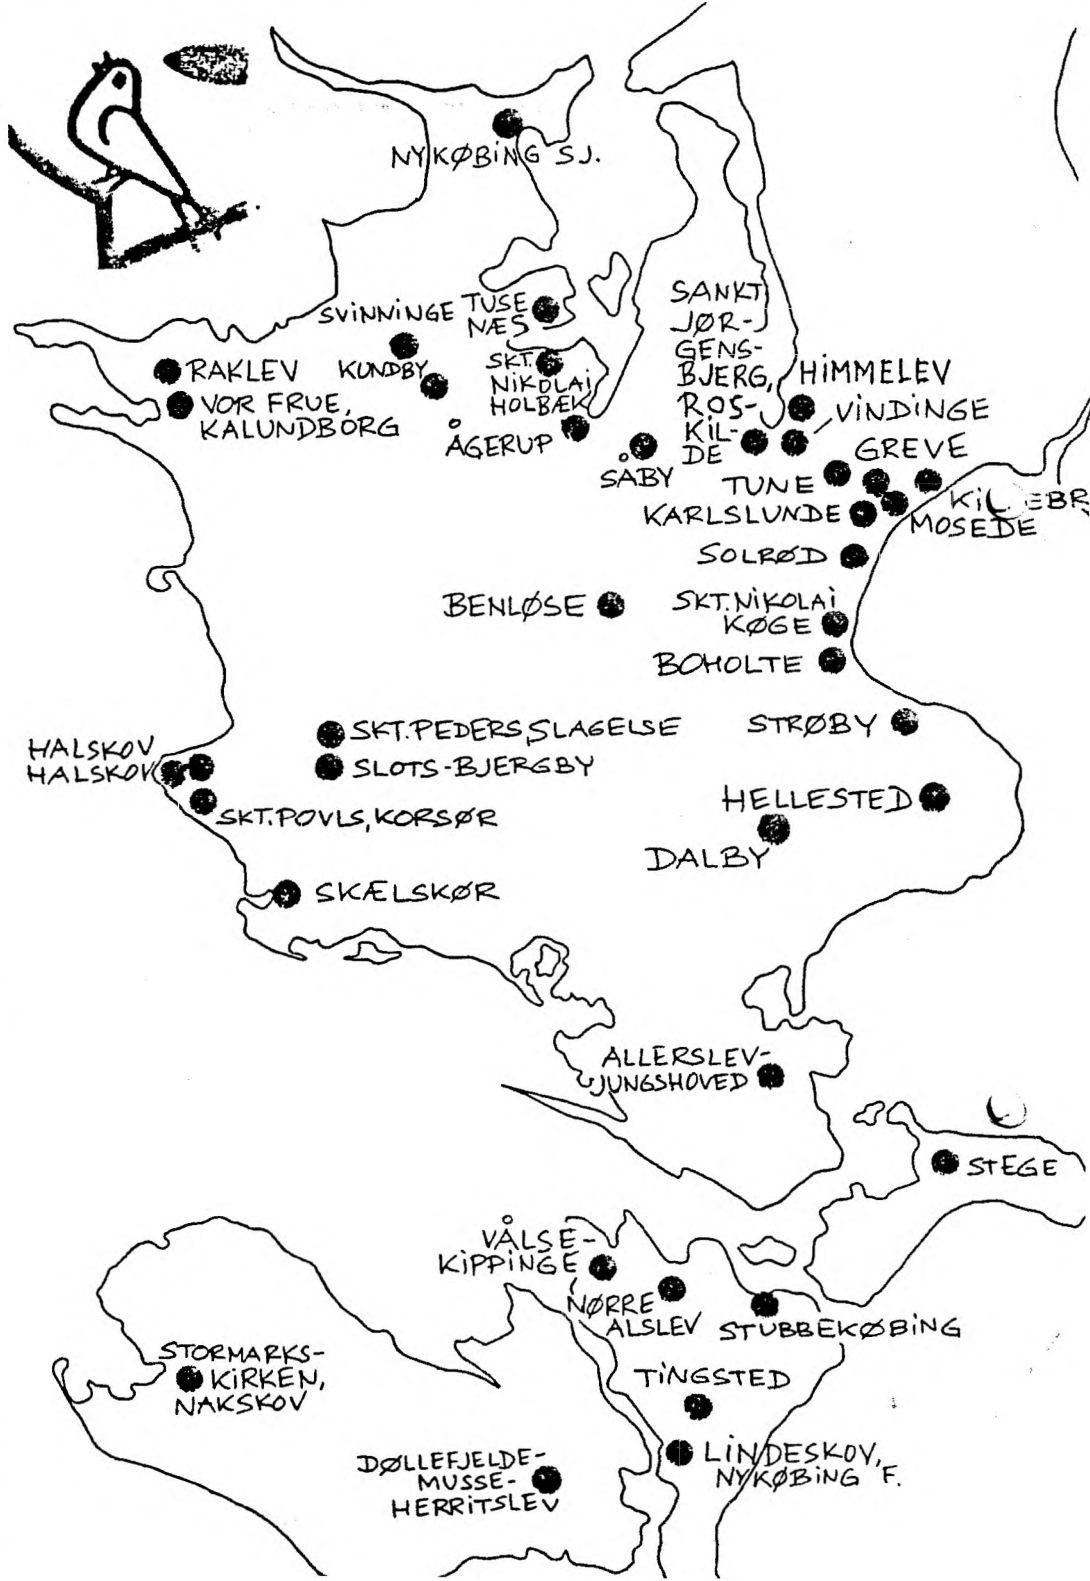 NYKØBING SJ.
SVINNINGE
TUSE
NÆS
SANKT
JØR-
GENS-
BJERG,
ROS-
KIL-
DE
RAKLEV
KUNDBY
SKT.
NIKOLAI
HOLBÆK
HIMMELEV
VOR FRUE,
KALUNDBORG
VINDINGE
ÅGERUP
GREVE
SÅBY
TUNE
KARLSLUNDE
MOSEDE
SOLRØD
BENLØSE
SKT. NIKOLAI
KØGE
BOHOLTE
SKT. PEDERS, SLAGELSE
STRØBY
HALSKOV
HALSKOV
SLOTS-BJERGBY
SKT. POVLS, KORSØR
HELLESTED
DALBY
SKÆLSKØR
ALLERSLEV-
JUNGSHOVED
STEGE
VÅLSE-
KIPPINGE
NØRRE
ALSLEV
STUBBEKØBING
STORMARKS-
KIRKEN,
NAKSKOV
TINGSTED
LINDESKOV,
NYKØBING F.
DØLLEFJELDE-
MUSSE-
HERRITSLEV